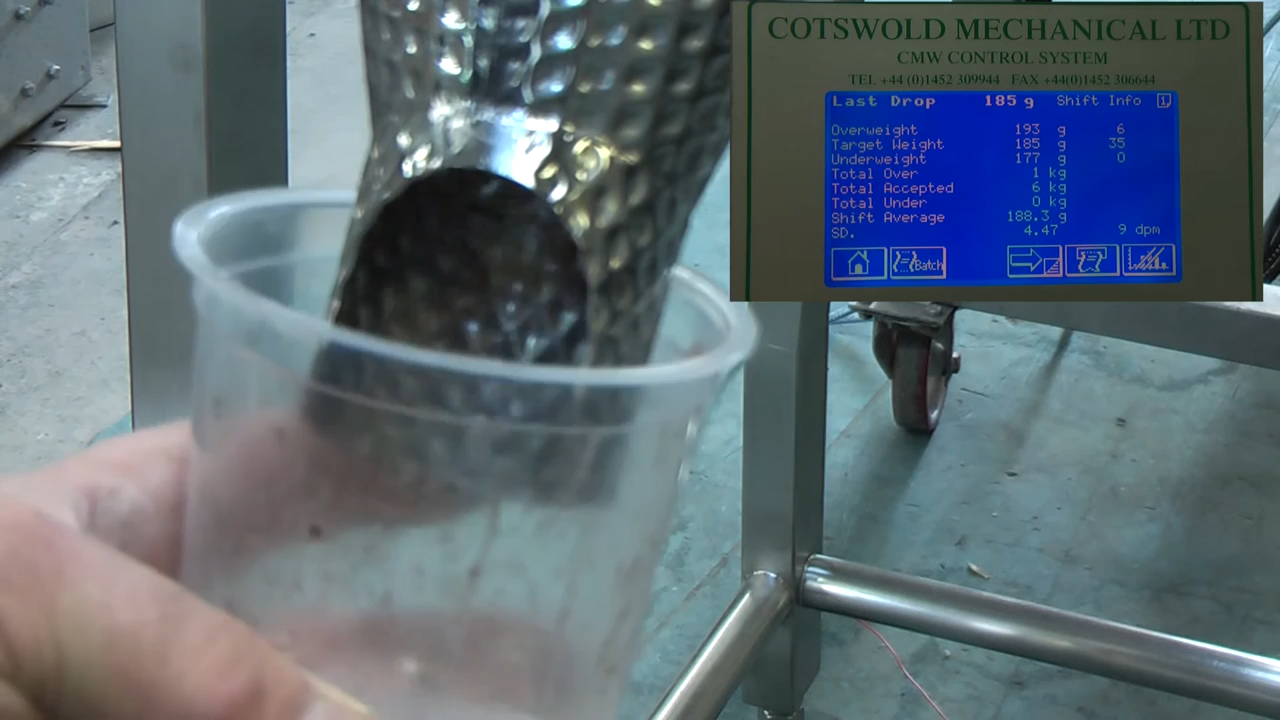 COTSWOLD MECHANICAL LTD
CMW CONTROL SYSTEM
TEL +44 (0)1452 309944 FAX +44(0)1452 306644
Last Drop 185 g Shift Info 1
Overweight 193 g 6
Target Weight 185 g 35
Underweight 177 g 0
Total Over 1 kg
Total Accepted 6 kg
Total Under 0 kg
Shift Average 188.3 g
SD. 4.47 9 dpm
Batch